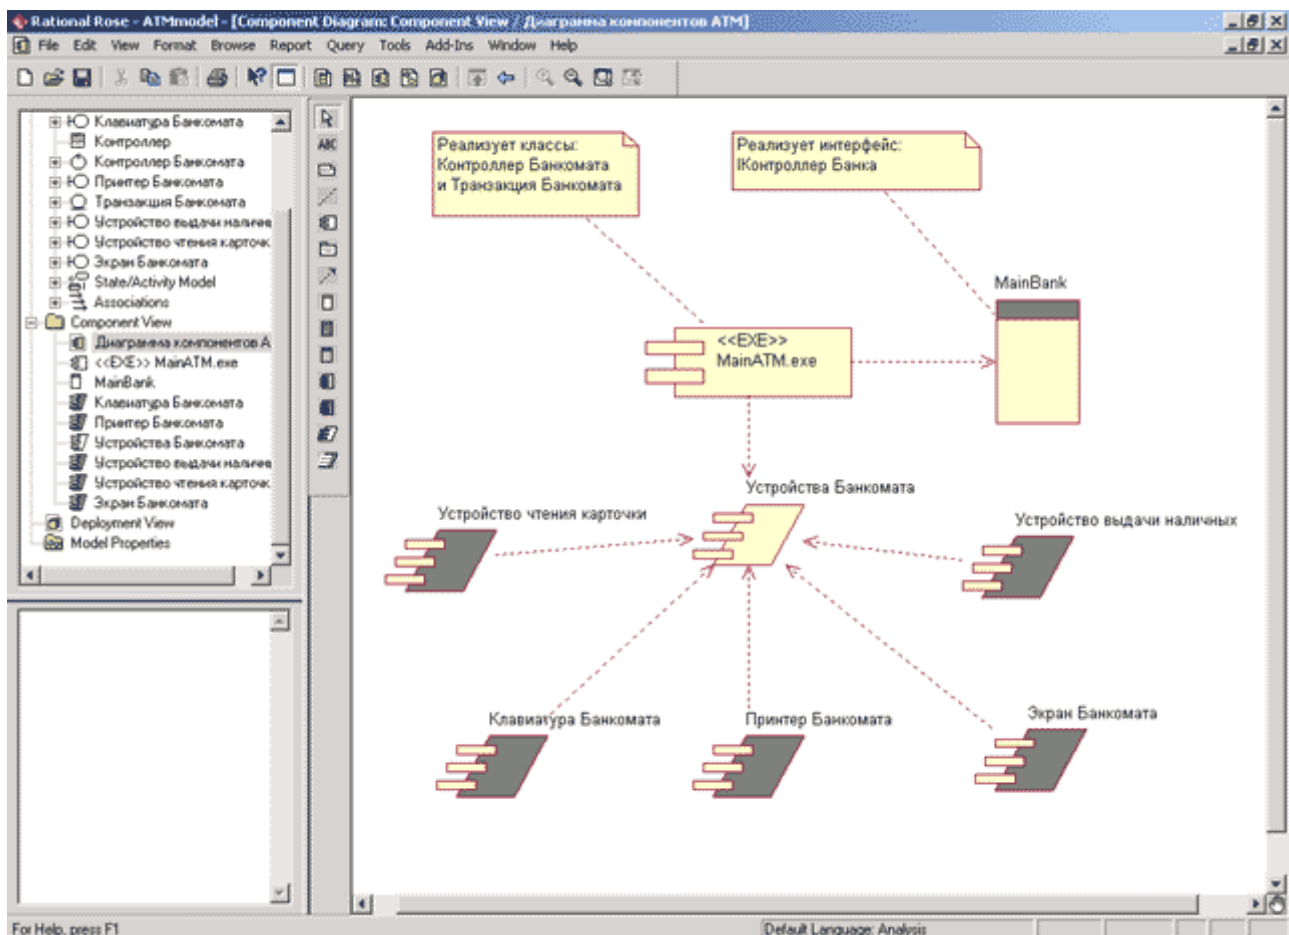 Rational Rose - ATMmodel - [Component Diagram: Component View / Диаграмма компонентов ATM]
File Edit View Format Browse Report Query Tools Add-Ins Window Help
ABC
Клавиатура Банкомата
Контроллер
Контроллер Банкомата
Принтер Банкомата
Транзакция Банкомата
Устройство выдачи наличн
Устройство чтения карточк
Экран Банкомата
State/Activity Model
Associations
Component View
Диаграмма компонентов А
<<EXE>> MainATM.exe
MainBank
Клавиатура Банкомата
Принтер Банкомата
Устройства Банкомата
Устройство выдачи наличн
Устройство чтения карточк
Экран Банкомата
Deployment View
Model Properties
Реализует классы:
Контроллер Банкомата
и Транзакция Банкомата
Реализует интерфейс:
IКонтроллер Банка
MainBank
<<EXE>>
MainATM.exe
Устройства Банкомата
Устройство чтения карточки
Устройство выдачи наличных
Клавиатура Банкомата
Принтер Банкомата
Экран Банкомата
For Help, press F1
Default Language: Analysis